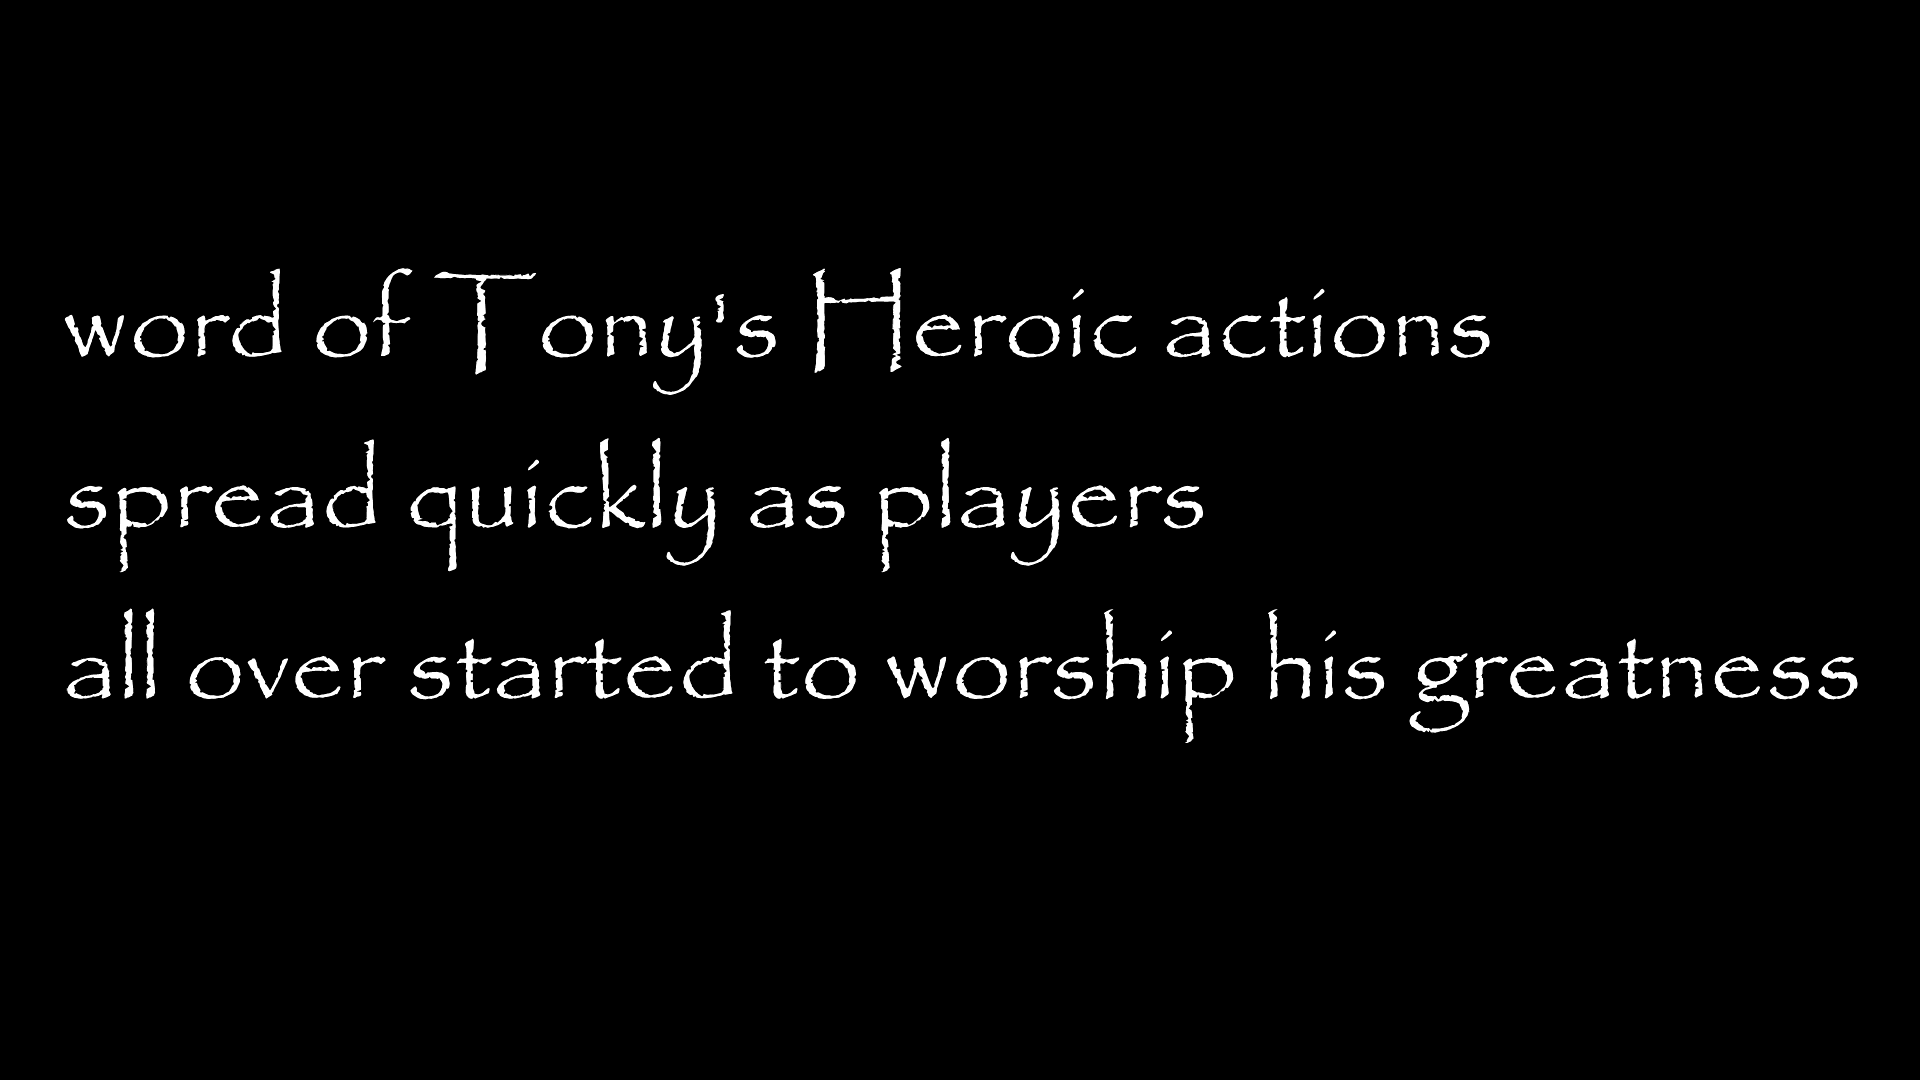 word of Tony's Heroic actions
spread quickly as players
all over started to worship his greatness